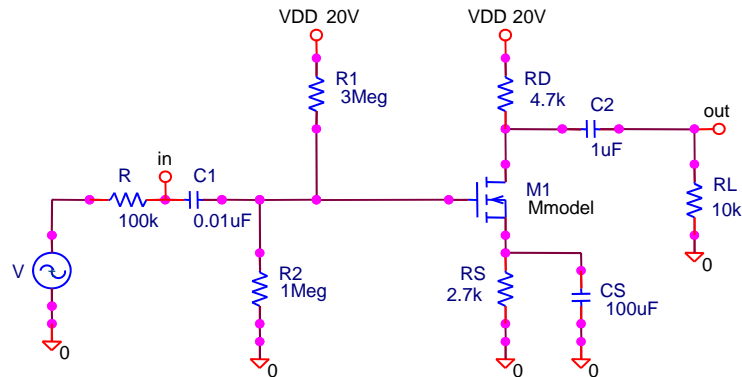 VDD 20V
VDD 20V
R1
3Meg
RD
4.7k
C2
1uF
out
in
R
100k
C1
0.01uF
M1
Mmodel
RL
10k
V
R2
1Meg
RS
2.7k
CS
100uF
0
0
0
0
0